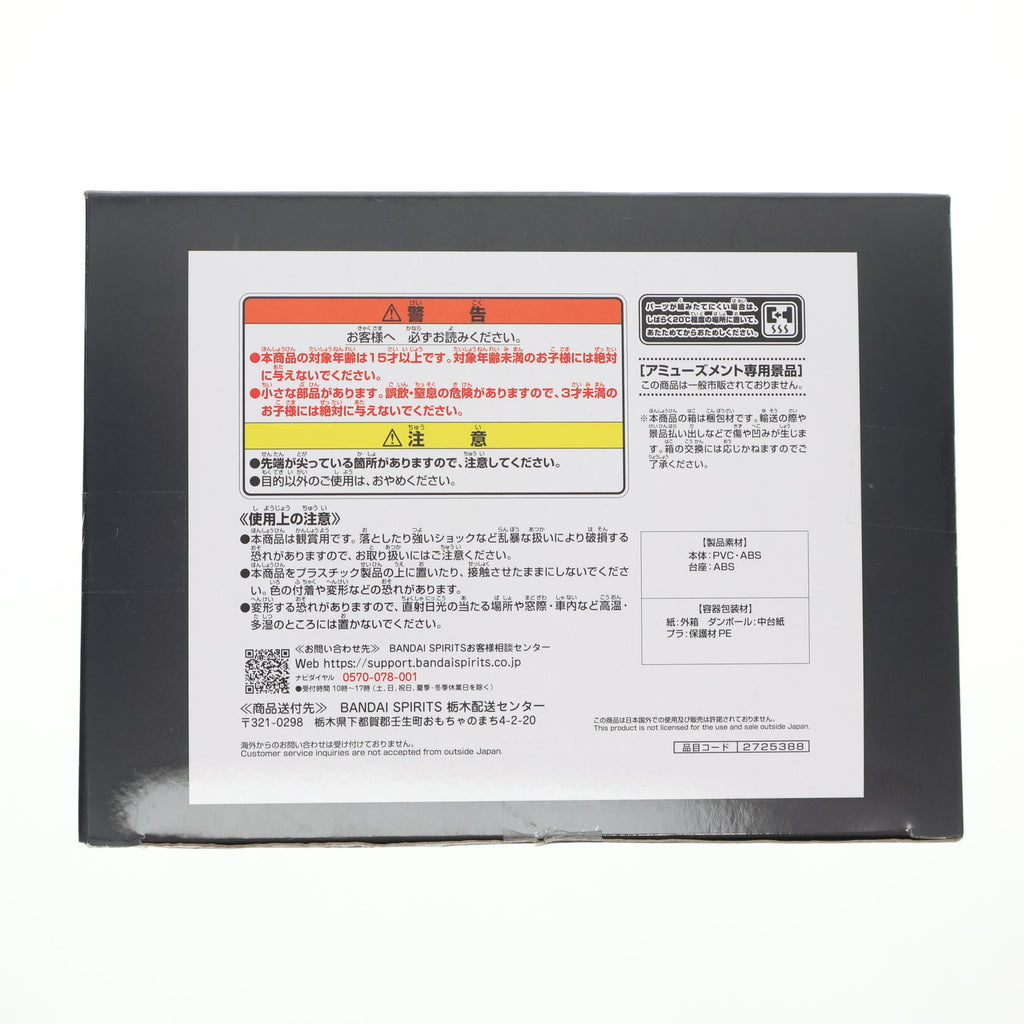 ⚠警告
お客様へ 必ずお読みください。
●本商品の対象年齢は15才以上です。対象年齢未満のお子様には絶対
に与えないでください。
●小さな部品があります。誤飲・窒息の危険がありますので、3才未満の
お子様には絶対に与えないでください。
⚠注意
●先端が尖っている箇所がありますので、注意してください。
●目的以外のご使用は、おやめください。
《使用上の注意》
●本商品は観賞用です。落としたり強いショックなど乱暴な扱いにより破損する
恐れがありますので、お取り扱いにはご注意ください。
●本商品をプラスチック製品の上に置いたり、接触させたままにしないでくださ
い。色の付着や変形などの恐れがあります。
●変形する恐れがありますので、直射日光の当たる場所や窓際・車内など高温・
多湿のところには置かないでください。
≪お問い合わせ先≫ BANDAI SPIRITSお客様相談センター
Web https://support.bandaispirits.co.jp
ナビダイヤル 0570-078-001
●受付時間 10時〜17時(土、日、祝日、夏季・冬季休業日を除く)
≪商品送付先≫ BANDAI SPIRITS 栃木配送センター
〒321-0298 栃木県下都賀郡壬生町おもちゃのまち4-2-20
海外からのお問い合わせは受け付けておりません。
Customer service inquiries are not accepted from outside Japan.
パーツが組みたてにくい場合は、
しばらく20℃程度の場所に置いて、
あたためてからおためしください。
[アミューズメント専用景品]
この商品は一般市販されておりません。
※本商品の箱は梱包材です。輸送の際や
景品払い出しなどで傷や凹みが生じま
す。箱の交換には応じかねますのでご
了承ください。
【製品素材】
本体:PVC・ABS
台座:ABS
【容器包装材】
紙:外箱 ダンボール:中台紙
プラ:保護材PE
この商品は日本国外での使用及び販売は許諾されておりません。
This product is not licensed for the use and sale outside Japan.
品目コード 2725388